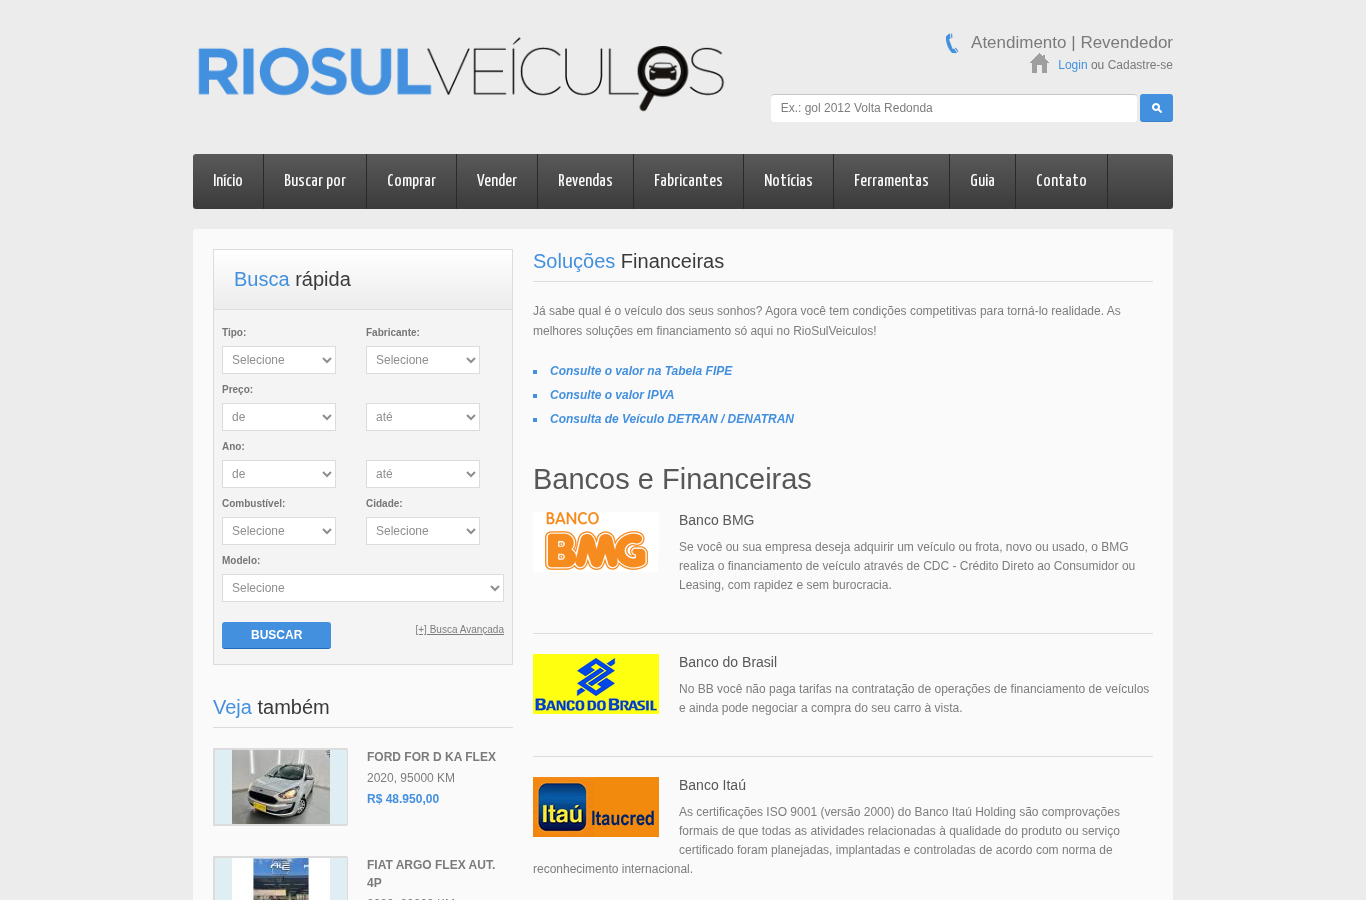 RIOSULVEÍCULOS
Atendimento | Revendedor
Login ou Cadastre-se
Ex.: gol 2012 Volta Redonda
Início
Buscar por
Comprar
Vender
Revendas
Fabricantes
Notícias
Ferramentas
Guia
Contato
Busca rápida
Tipo:
Fabricante:
Selecione
Selecione
Preço:
de
até
Ano:
de
até
Combustível:
Cidade:
Selecione
Selecione
Modelo:
Selecione
BUSCAR
[+] Busca Avançada
Veja também
FORD FOR D KA FLEX
2020, 95000 KM
R$ 48.950,00
FIAT ARGO FLEX AUT.
4P
Soluções Financeiras
Já sabe qual é o veículo dos seus sonhos? Agora você tem condições competitivas para torná-lo realidade. As
melhores soluções em financiamento só aqui no RioSulVeiculos!
Consulte o valor na Tabela FIPE
Consulte o valor IPVA
Consulta de Veículo DETRAN / DENATRAN
Bancos e Financeiras
BANCO
BMG
Banco BMG
Se você ou sua empresa deseja adquirir um veículo ou frota, novo ou usado, o BMG
realiza o financiamento de veículo através de CDC - Crédito Direto ao Consumidor ou
Leasing, com rapidez e sem burocracia.
BANCO DO BRASIL
Banco do Brasil
No BB você não paga tarifas na contratação de operações de financiamento de veículos
e ainda pode negociar a compra do seu carro à vista.
Itaú Itaucred
Banco Itaú
As certificações ISO 9001 (versão 2000) do Banco Itaú Holding são comprovações
formais de que todas as atividades relacionadas à qualidade do produto ou serviço
certificado foram planejadas, implantadas e controladas de acordo com norma de
reconhecimento internacional.